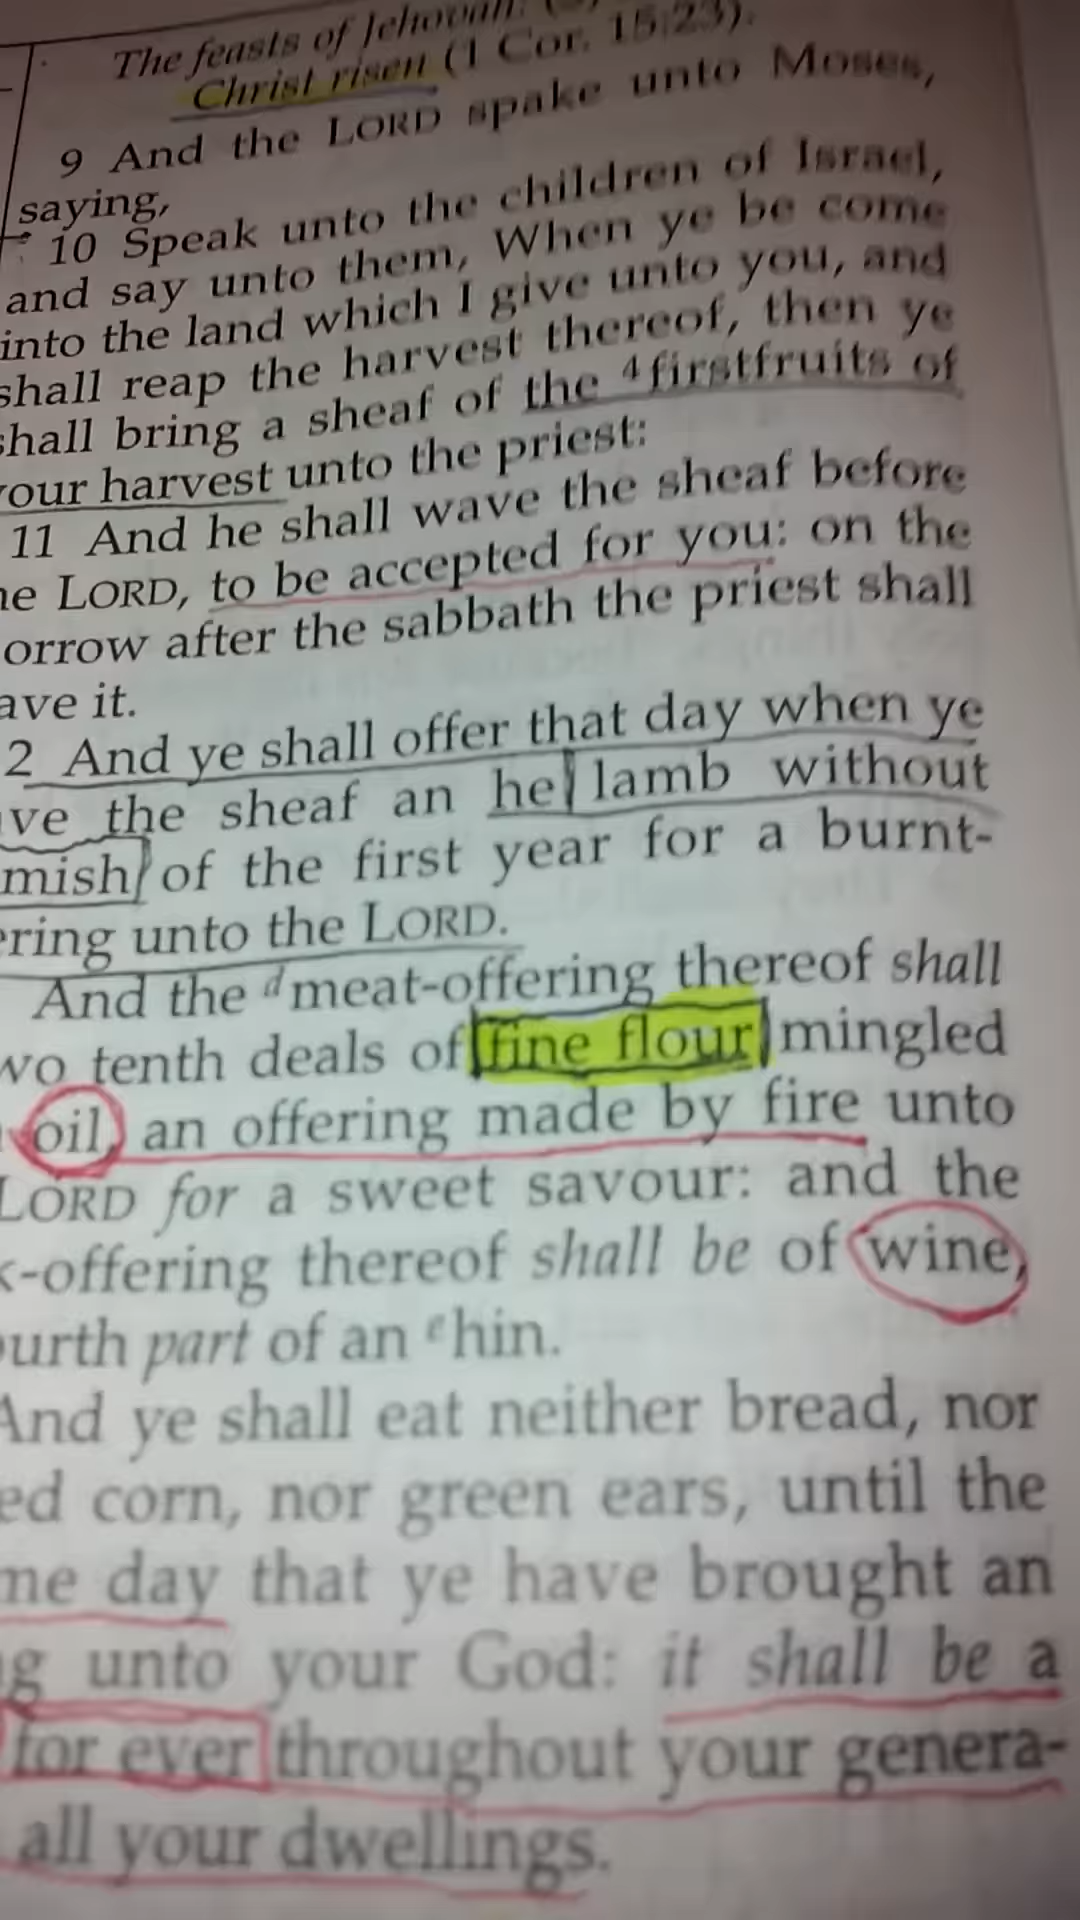 The feasts of Jehovah:
Christ risen (1 Cor. 15:23).
9 And the LORD spake unto Moses,
saying,
10 Speak unto the children of Israel,
and say unto them, When ye be come
into the land which I give unto you, and
shall reap the harvest thereof, then ye
shall bring a sheaf of the 4 firstfruits of
your harvest unto the priest:
11 And he shall wave the sheaf before
he LORD, to be accepted for you: on the
orrow after the sabbath the priest shall
ave it.
2 And ye shall offer that day when ye
ve the sheaf an he lamb without
mish of the first year for a burnt-
ering unto the LORD.
And the d meat-offering thereof shall
wo tenth deals of fine flour mingled
oil, an offering made by fire unto
LORD for a sweet savour: and the
k-offering thereof shall be of wine,
ourth part of an e hin.
And ye shall eat neither bread, nor
ed corn, nor green ears, until the
me day that ye have brought an
g unto your God: it shall be a
for ever throughout your genera-
all your dwellings.